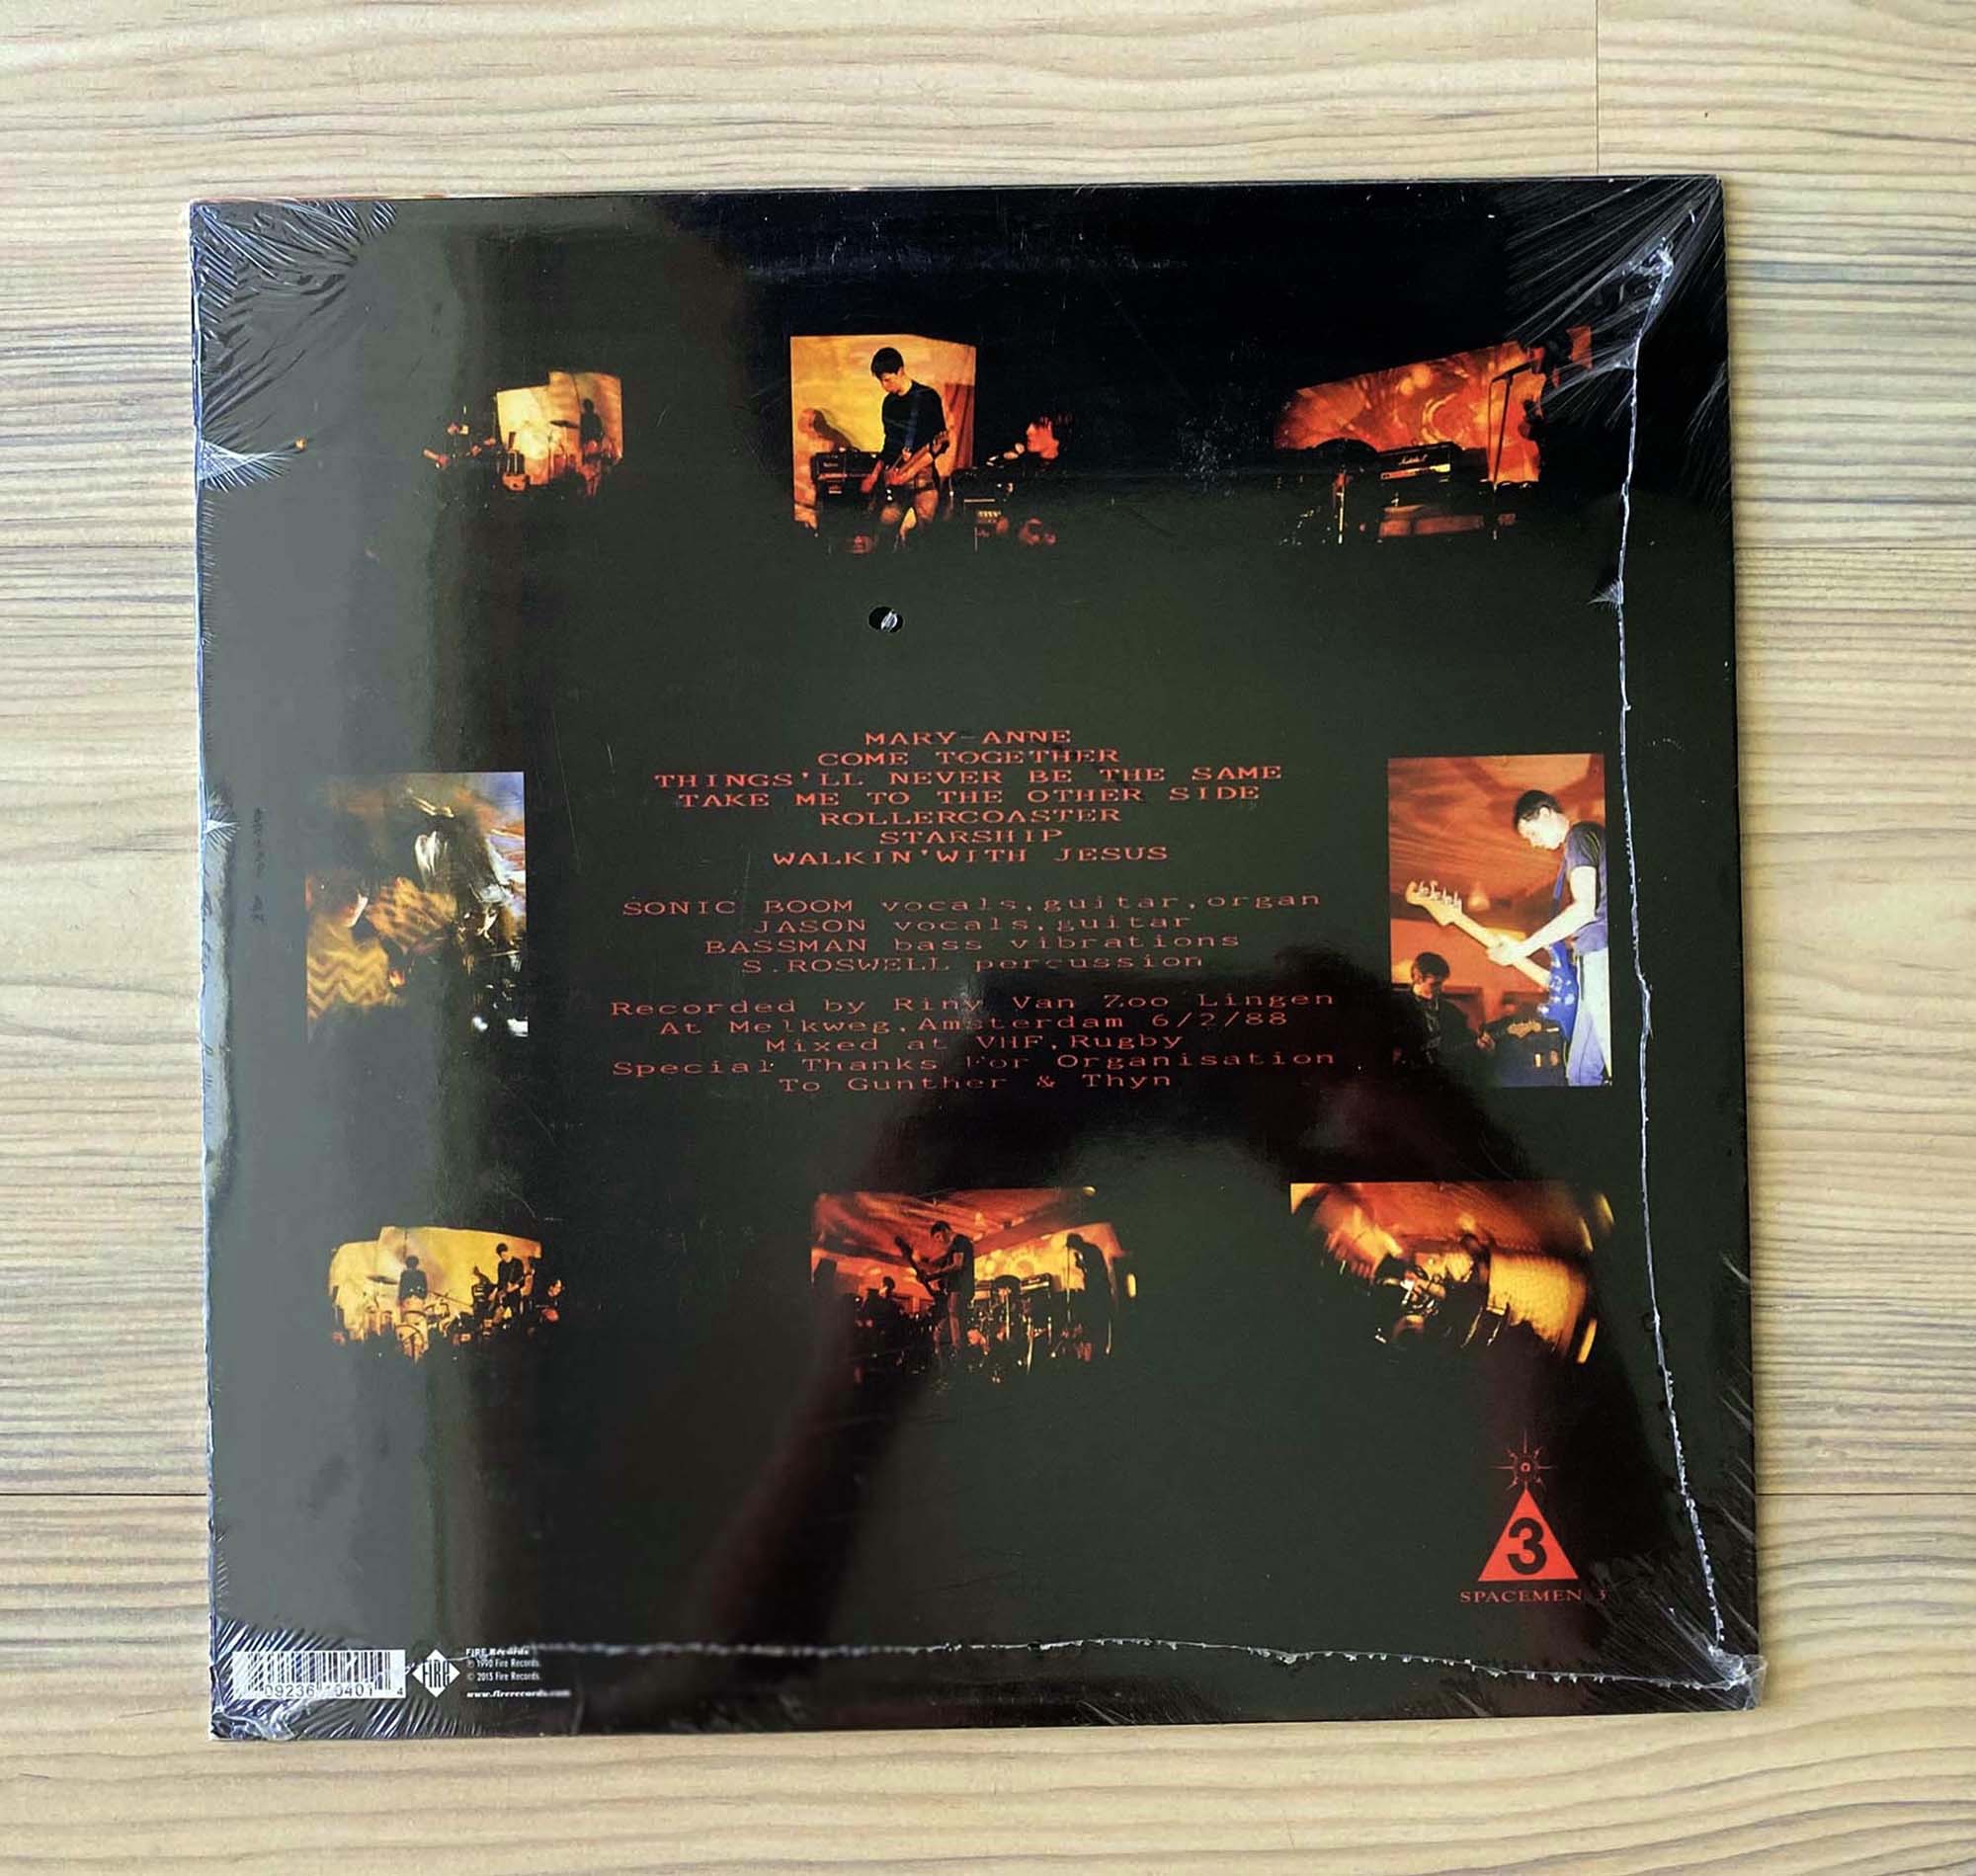 MARY-ANNE
COME TOGETHER
THINGS'LL NEVER BE THE SAME
TAKE ME TO THE OTHER SIDE
ROLLERCOASTER
STARSHIP
WALKIN'WITH JESUS
SONIC BOOM vocals,guitar,organ
JASON vocals,guitar
BASSMAN bass vibrations
S.ROSWELL percussion
Recorded by Riny Van Zoo Lingen
At Melkweg,Amsterdam 6/2/88
Mixed at VHF,Rugby
Special Thanks For Organisation
To Gunther & Thyn
3
SPACEMEN 3
FIRE
FIRE Records
℗ 1990 Fire Records.
© 2013 Fire Records.
www.firerecords.com